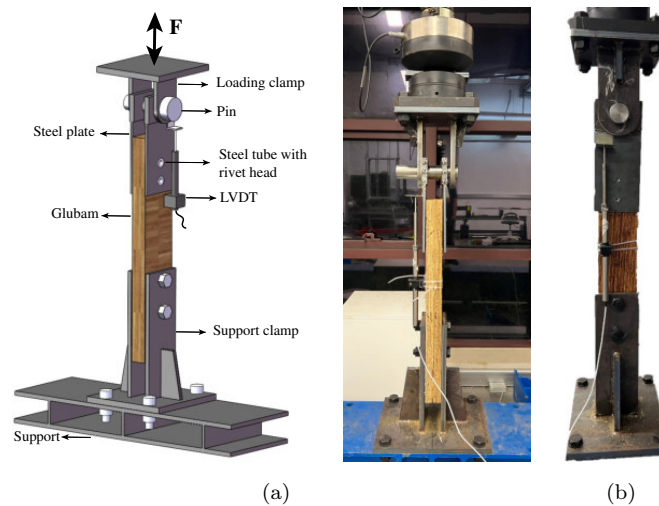 F
Loading clamp
Pin
Steel plate
Steel tube with
rivet head
LVDT
Glubam
Support clamp
Support
(a)
(b)